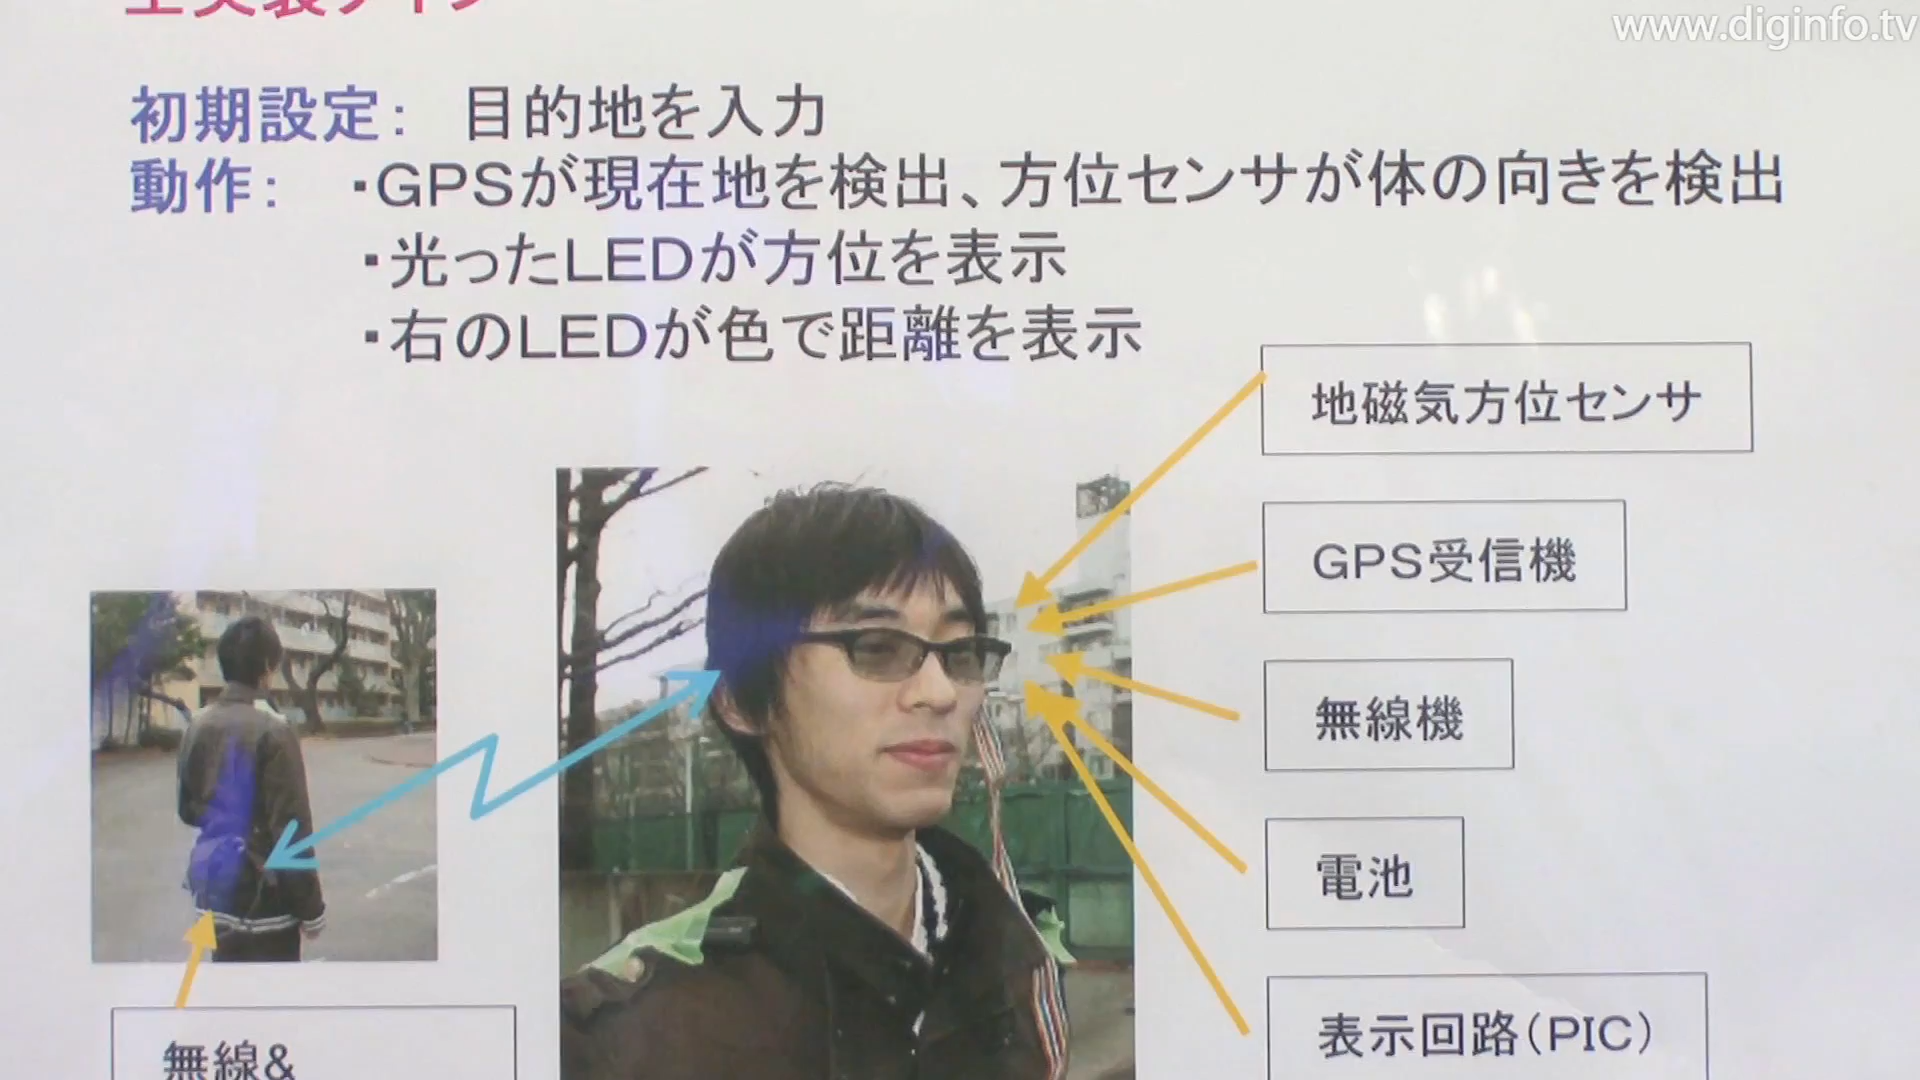 www.diginfo.tv
初期設定： 目的地を入力
動作： ・GPSが現在地を検出、方位センサが体の向きを検出
・光ったLEDが方位を表示
・右のLEDが色で距離を表示
地磁気方位センサ
GPS受信機
無線機
電池
表示回路(PIC)
無線&